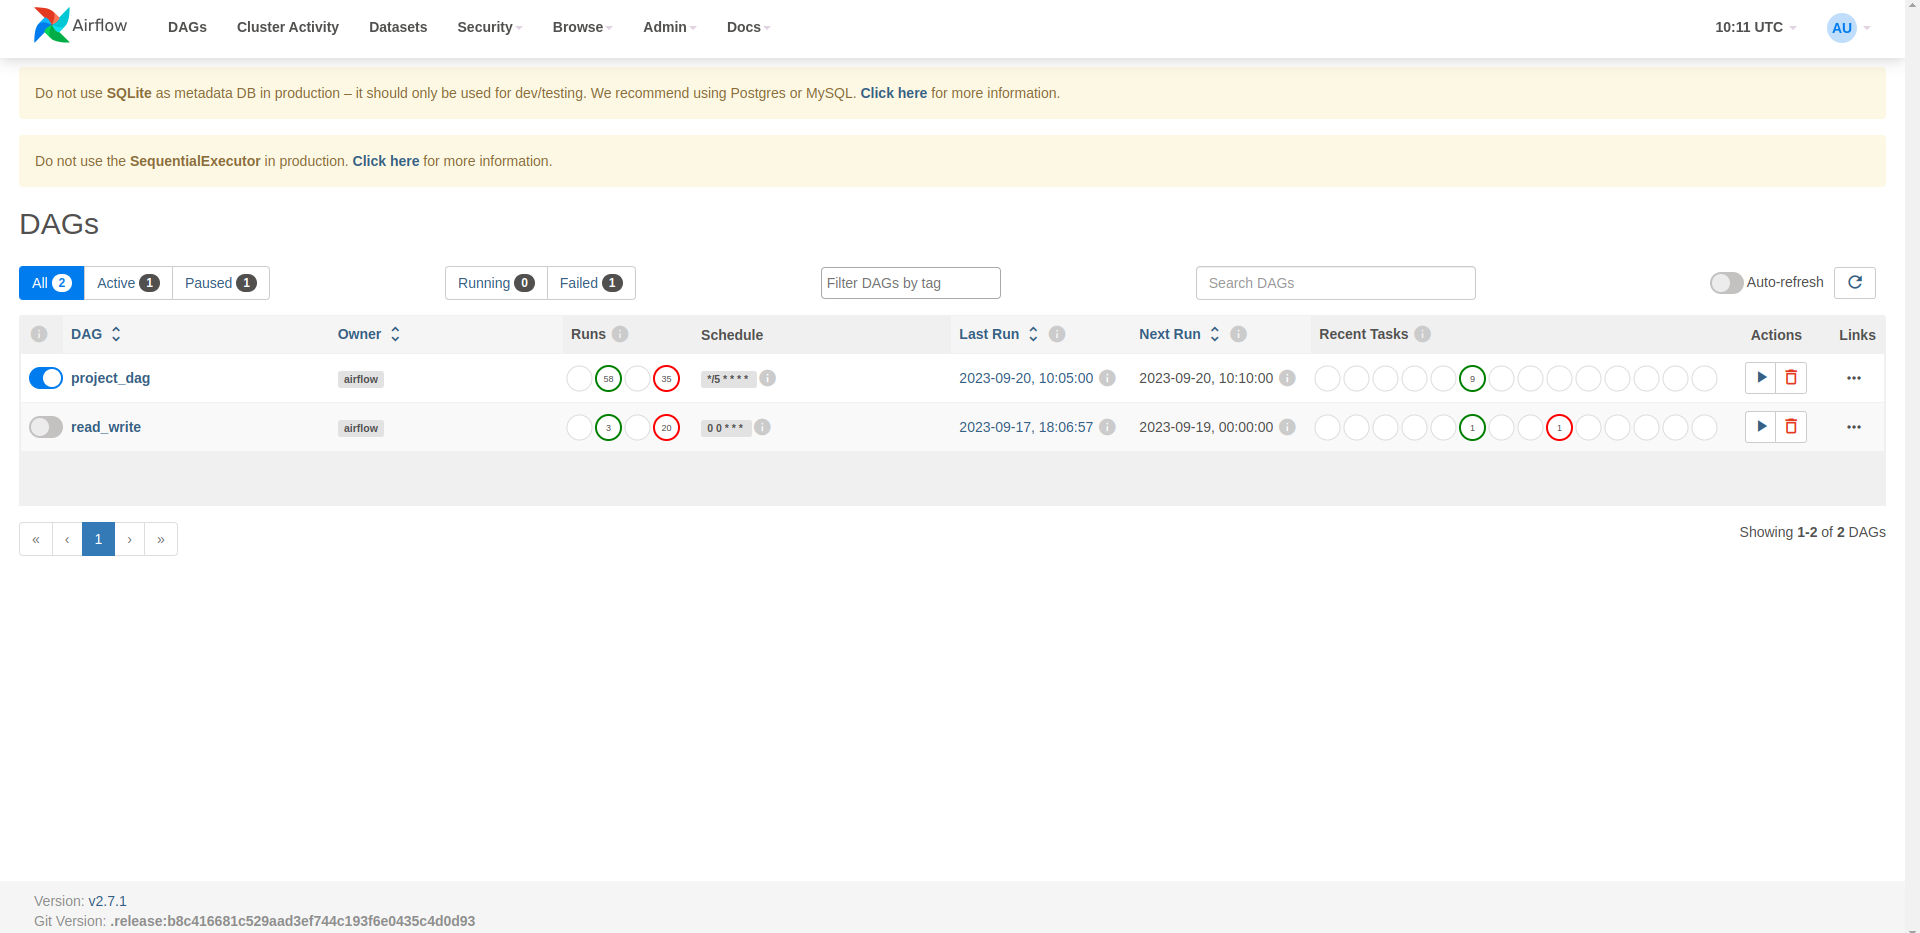 Airflow DAGs Cluster Activity Datasets Security Browse Admin Docs 10:11 UTC AU
Do not use SQLite as metadata DB in production – it should only be used for dev/testing. We recommend using Postgres or MySQL. Click here for more information.
Do not use the SequentialExecutor in production. Click here for more information.
DAGs
All 2 Active 1 Paused 1 Running 0 Failed 1 Filter DAGs by tag Search DAGs Auto-refresh
i DAG Owner Runs i Schedule Last Run i Next Run i Recent Tasks i Actions Links
project_dag airflow 58 35 */5 * * * * i 2023-09-20, 10:05:00 i 2023-09-20, 10:10:00 i 9 •••
read_write airflow 3 20 0 0 * * * i 2023-09-17, 18:06:57 i 2023-09-19, 00:00:00 i 1 1 •••
« ‹ 1 › » Showing 1-2 of 2 DAGs
Version: v2.7.1
Git Version: .release:b8c416681c529aad3ef744c193f6e0435c4d0d93